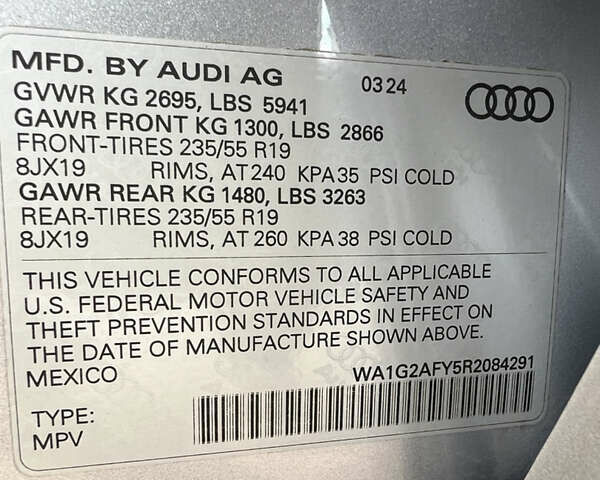 MFD. BY AUDI AG 03 24
GVWR KG 2695, LBS 5941
GAWR FRONT KG 1300, LBS 2866
FRONT-TIRES 235/55 R19
8JX19 RIMS, AT 240 KPA 35 PSI COLD
GAWR REAR KG 1480, LBS 3263
REAR-TIRES 235/55 R19
8JX19 RIMS, AT 260 KPA 38 PSI COLD
THIS VEHICLE CONFORMS TO ALL APPLICABLE
U.S. FEDERAL MOTOR VEHICLE SAFETY AND
THEFT PREVENTION STANDARDS IN EFFECT ON
THE DATE OF MANUFACTURE SHOWN ABOVE.
MEXICO WA1G2AFY5R2084291
TYPE:
MPV